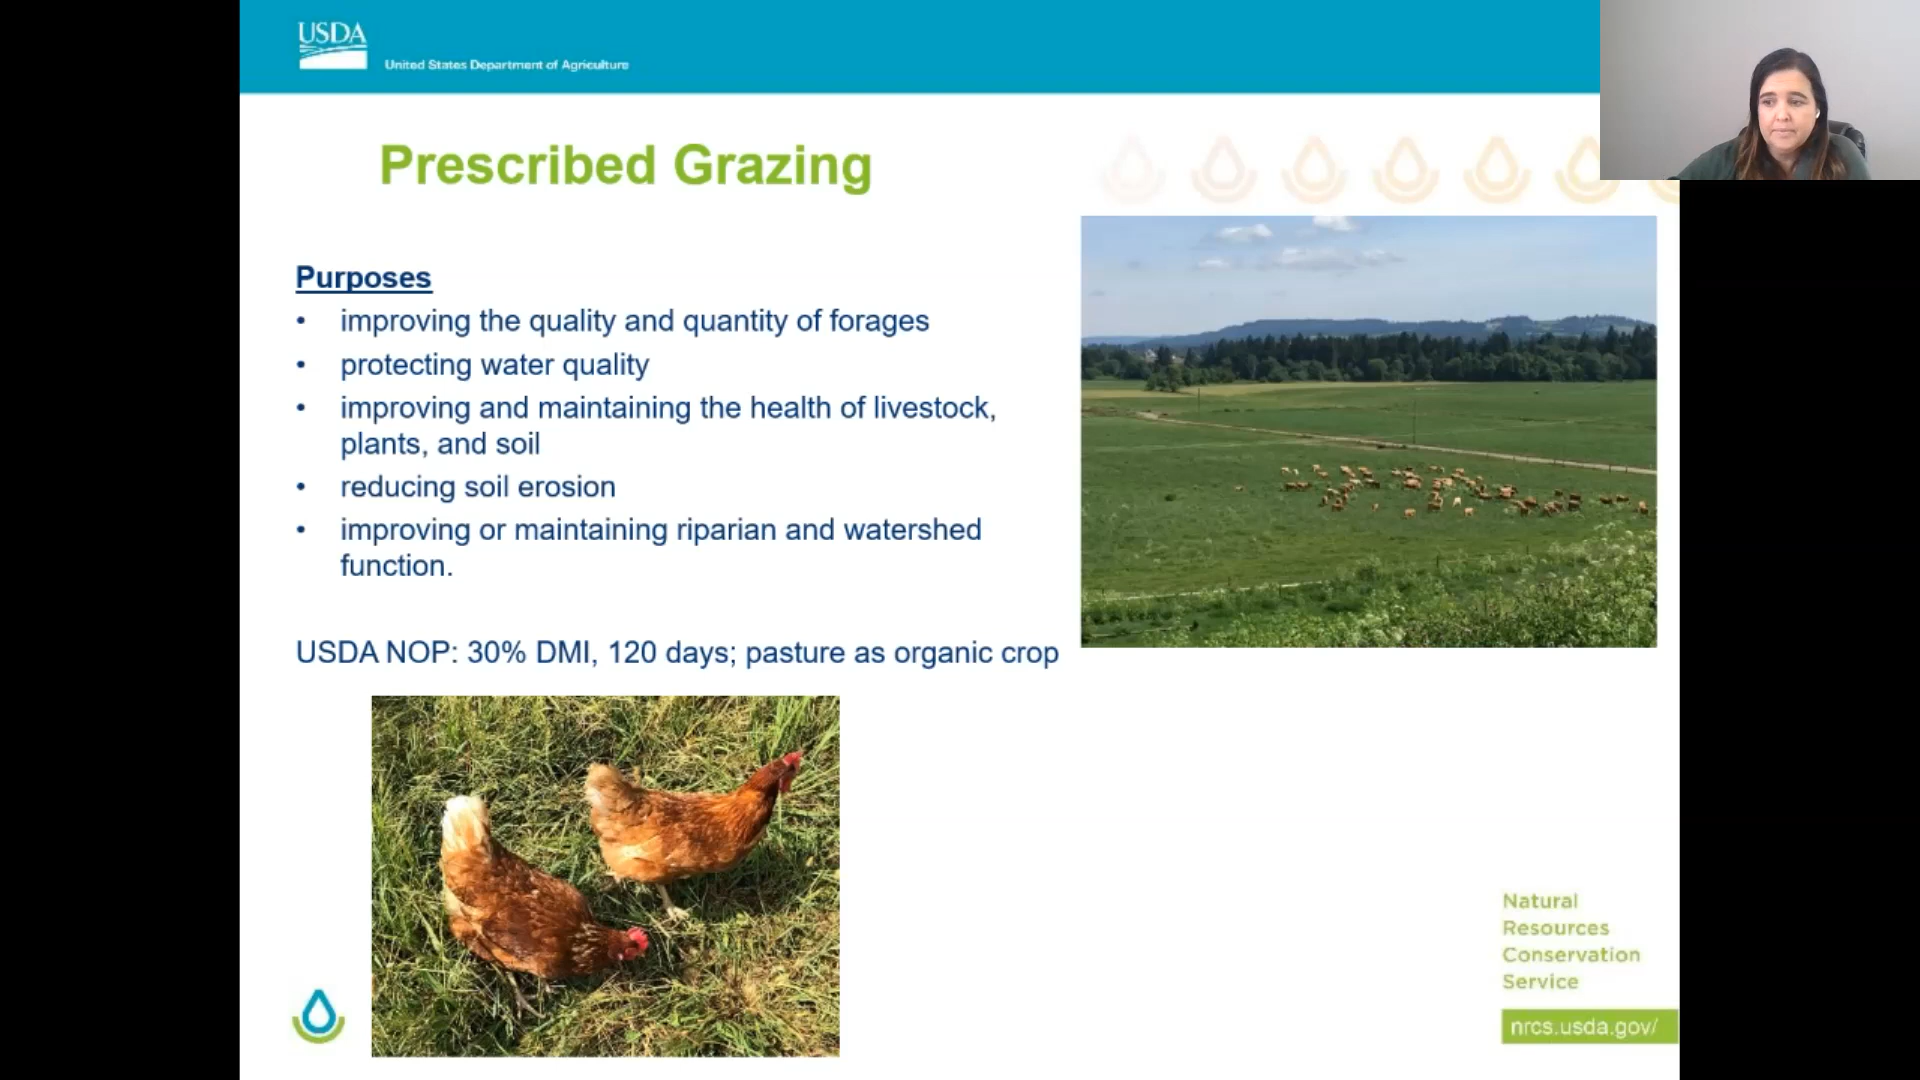 USDA
United States Department of Agriculture
Prescribed Grazing
Purposes
• improving the quality and quantity of forages
• protecting water quality
• improving and maintaining the health of livestock,
plants, and soil
• reducing soil erosion
• improving or maintaining riparian and watershed
function.
USDA NOP: 30% DMI, 120 days; pasture as organic crop
Natural
Resources
Conservation
Service
nrcs.usda.gov/